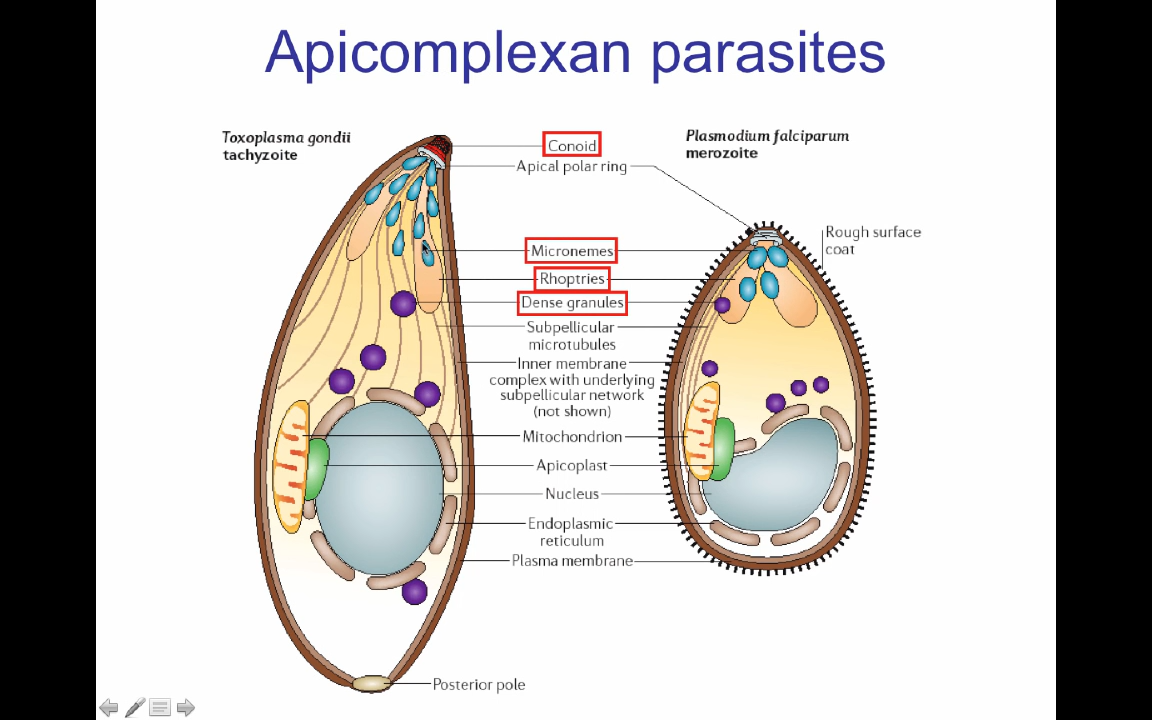 Apicomplexan parasites
Toxoplasma gondii
tachyzoite
Plasmodium falciparum
merozoite
Conoid
Apical polar ring
Rough surface
coat
Micronemes
Rhoptries
Dense granules
Subpellicular
microtubules
Inner membrane
complex with underlying
subpellicular network
(not shown)
Mitochondrion
Apicoplast
Nucleus
Endoplasmic
reticulum
Plasma membrane
Posterior pole